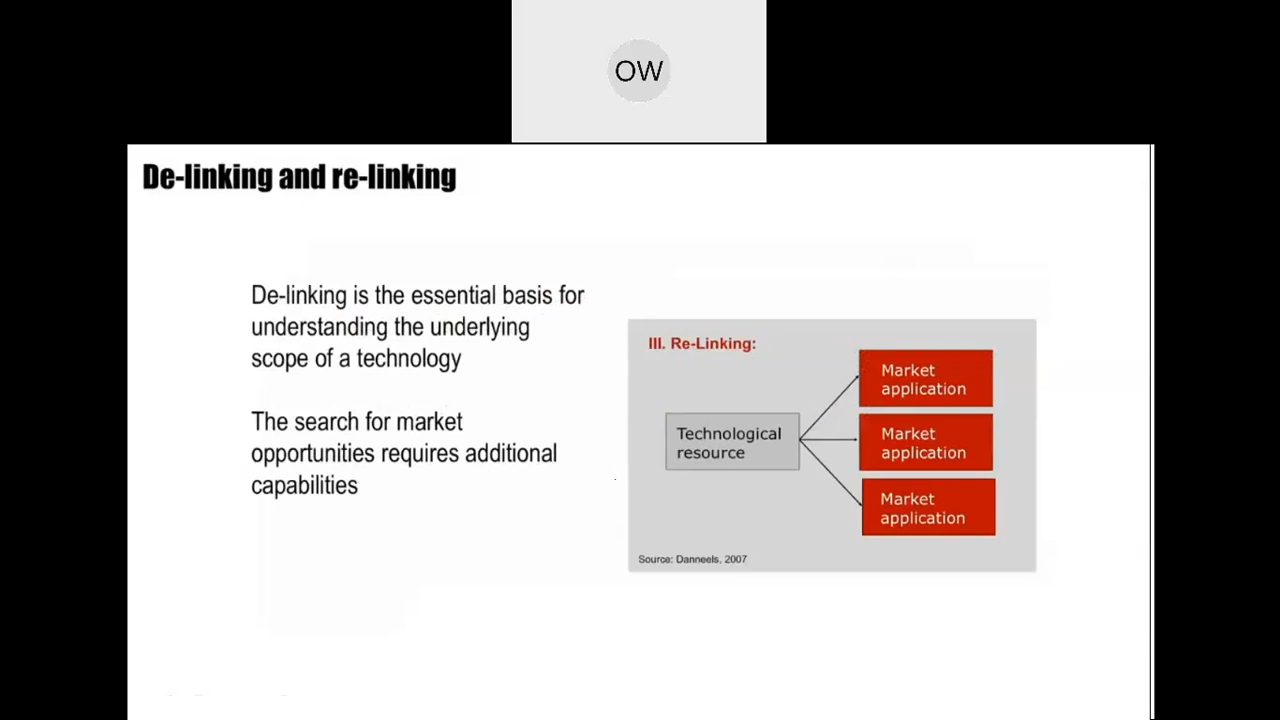 OW
De-linking and re-linking
De-linking is the essential basis for
understanding the underlying
scope of a technology
The search for market
opportunities requires additional
capabilities
III. Re-Linking:
Technological
resource
Market
application
Market
application
Market
application
Source: Danneels, 2007